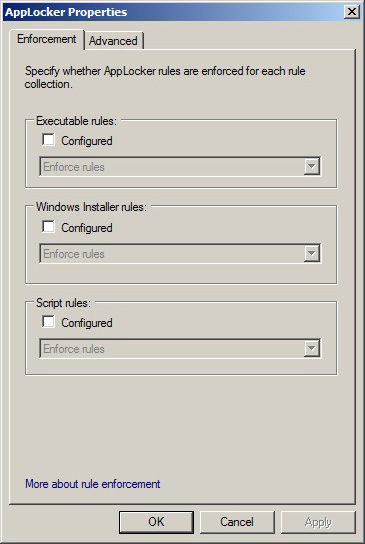 AppLocker Properties
Enforcement
Advanced
Specify whether AppLocker rules are enforced for each rule
collection.
Executable rules:
Configured
Enforce rules
Windows Installer rules:
Configured
Enforce rules
Script rules:
Configured
Enforce rules
More about rule enforcement
OK
Cancel
Apply